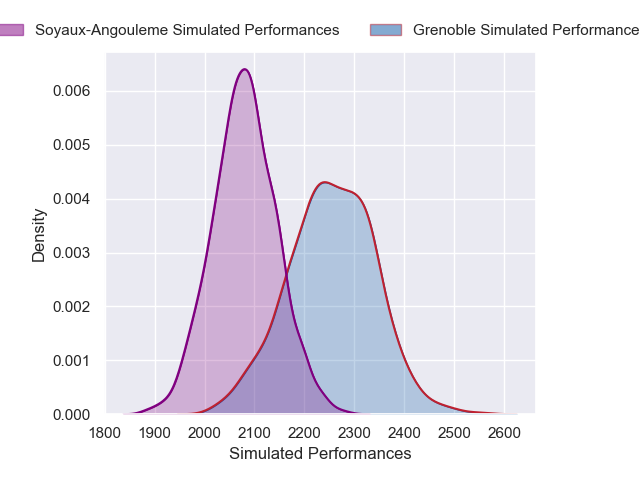 Soyaux-Angouleme Simulated Performances Grenoble Simulated Performance
0.006
0.005
0.004
0.003
0.002
0.001
0.000
Density
1800 1900 2000 2100 2200 2300 2400 2500 2600
Simulated Performances